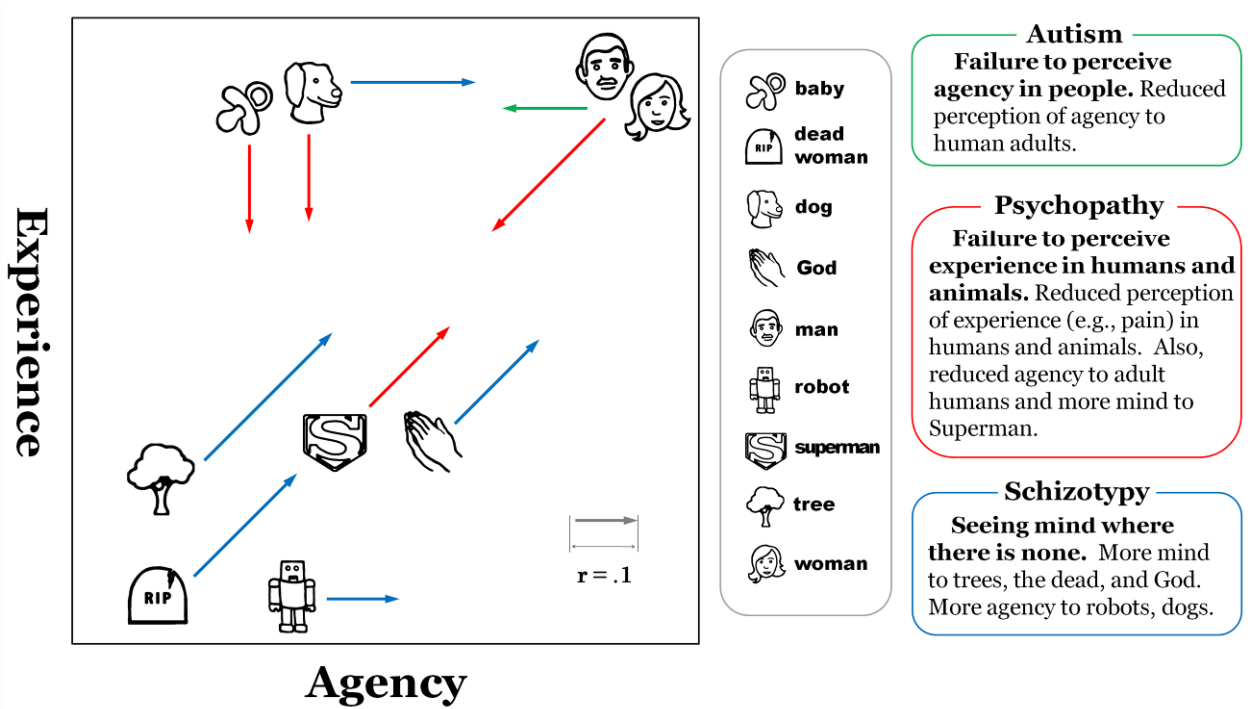 Experience
Agency
RIP
S
r = .1
baby
RIP
dead
woman
dog
God
man
robot
S
superman
tree
woman
Autism
Failure to perceive
agency in people. Reduced
perception of agency to
human adults.
Psychopathy
Failure to perceive
experience in humans and
animals. Reduced perception
of experience (e.g., pain) in
humans and animals. Also,
reduced agency to adult
humans and more mind to
Superman.
Schizotypy
Seeing mind where
there is none. More mind
to trees, the dead, and God.
More agency to robots, dogs.